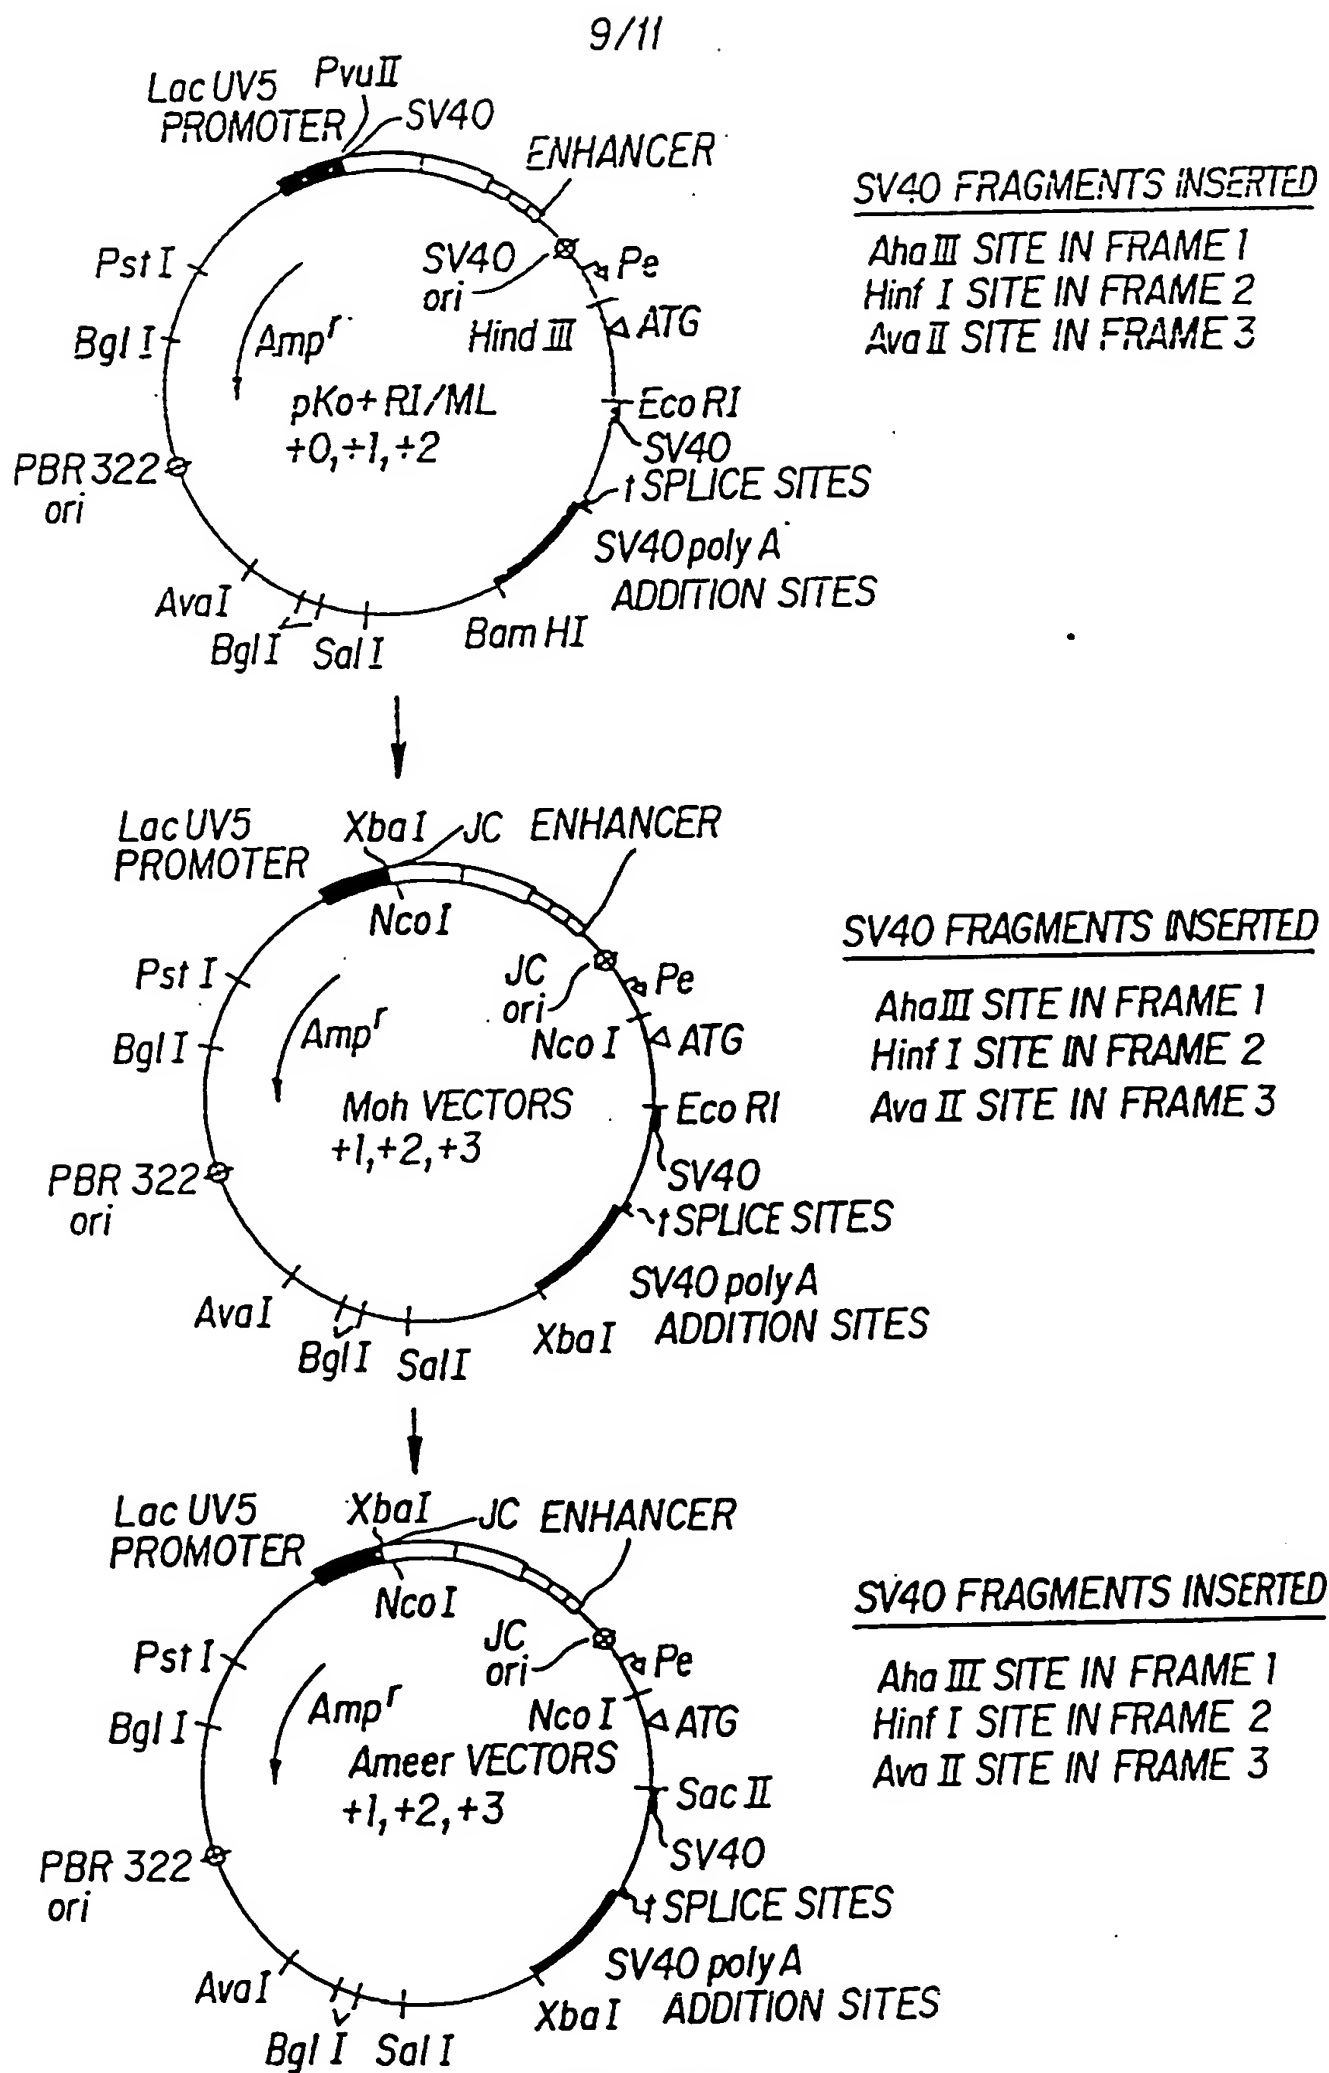 9/11
Lac UV5
PROMOTER
Pvu II
SV40
ENHANCER
SV40
ori
Pe
Hind III
ATG
Pst I
Bgl I
Ampr
pKo+RI/ML
+0,+1,+2
Eco RI
SV40
t SPLICE SITES
PBR 322
ori
SV40 poly A
ADDITION SITES
Ava I
Bgl I
Sal I
Bam HI
SV40 FRAGMENTS INSERTED
Aha III SITE IN FRAME 1
Hinf I SITE IN FRAME 2
Ava II SITE IN FRAME 3
Lac UV5
PROMOTER
Xba I
JC
ENHANCER
Nco I
JC
ori
Pe
Nco I
ATG
Pst I
Bgl I
Ampr
Moh VECTORS
+1,+2,+3
Eco RI
SV40
t SPLICE SITES
PBR 322
ori
SV40 poly A
ADDITION SITES
Ava I
Bgl I
Sal I
Xba I
SV40 FRAGMENTS INSERTED
Aha III SITE IN FRAME 1
Hinf I SITE IN FRAME 2
Ava II SITE IN FRAME 3
Lac UV5
PROMOTER
Xba I
JC
ENHANCER
Nco I
JC
ori
Pe
Nco I
ATG
Pst I
Bgl I
Ampr
Ameer VECTORS
+1,+2,+3
Sac II
SV40
t SPLICE SITES
PBR 322
ori
SV40 poly A
ADDITION SITES
Ava I
Bgl I
Sal I
Xba I
SV40 FRAGMENTS INSERTED
Aha III SITE IN FRAME 1
Hinf I SITE IN FRAME 2
Ava II SITE IN FRAME 3